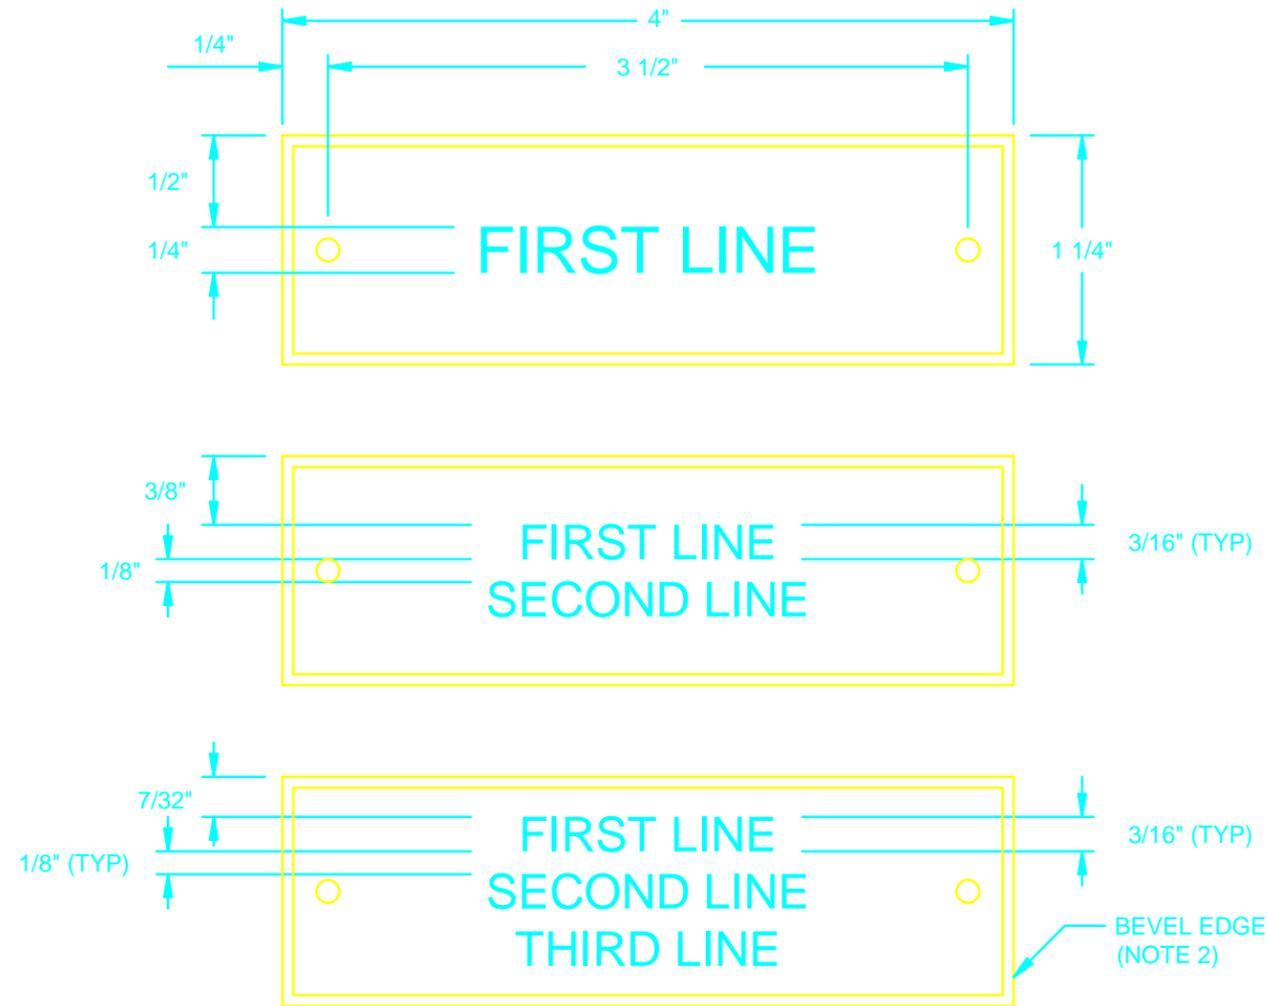 4"
1/4"
3 1/2"
1/2"
1/4"
FIRST LINE
1 1/4"
3/8"
FIRST LINE
3/16" (TYP)
1/8"
SECOND LINE
7/32"
FIRST LINE
3/16" (TYP)
1/8" (TYP)
SECOND LINE
THIRD LINE
BEVEL EDGE
(NOTE 2)